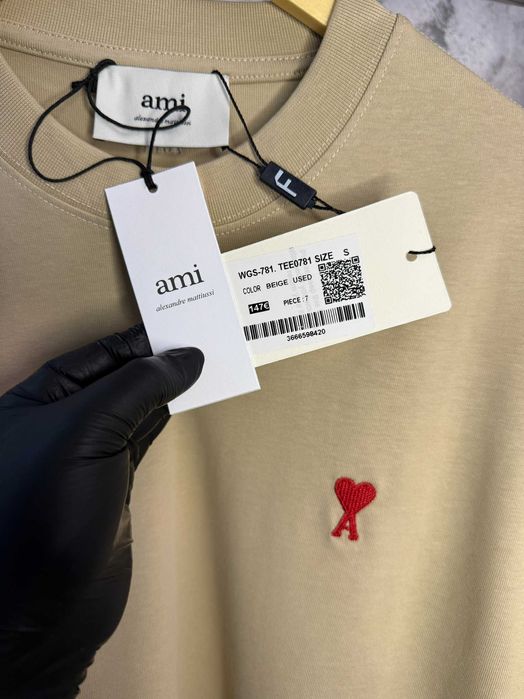 ami
alexandre mattiussi
F
ami
alexandre mattiussi
WGS-781. TEE0781 SIZE S
COLOR BEIGE USED
147€ PIECE: 7
3666598420
A